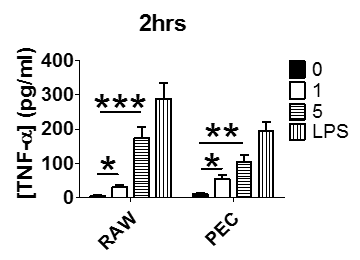 2hrs
[TNF-α] (pg/ml)
400
300
200
100
0
***
*
**
*
RAW
PEC
0
1
5
LPS